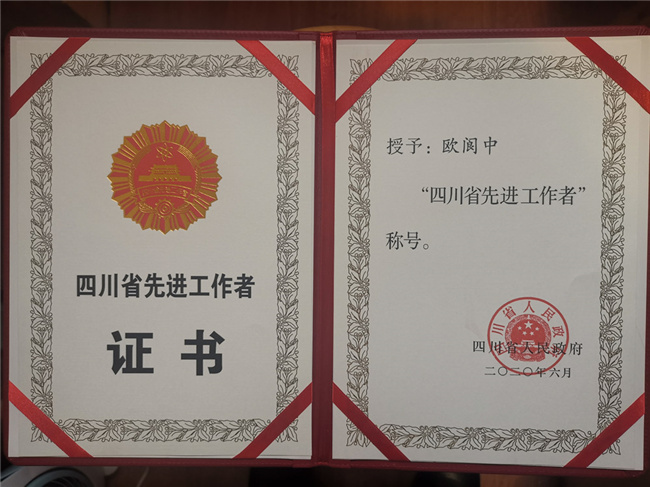 四川省先进工作者
证书
授予：欧阅中
“四川省先进工作者”
称号。
四川省人民政府
四川省人民政府
二〇二〇年六月